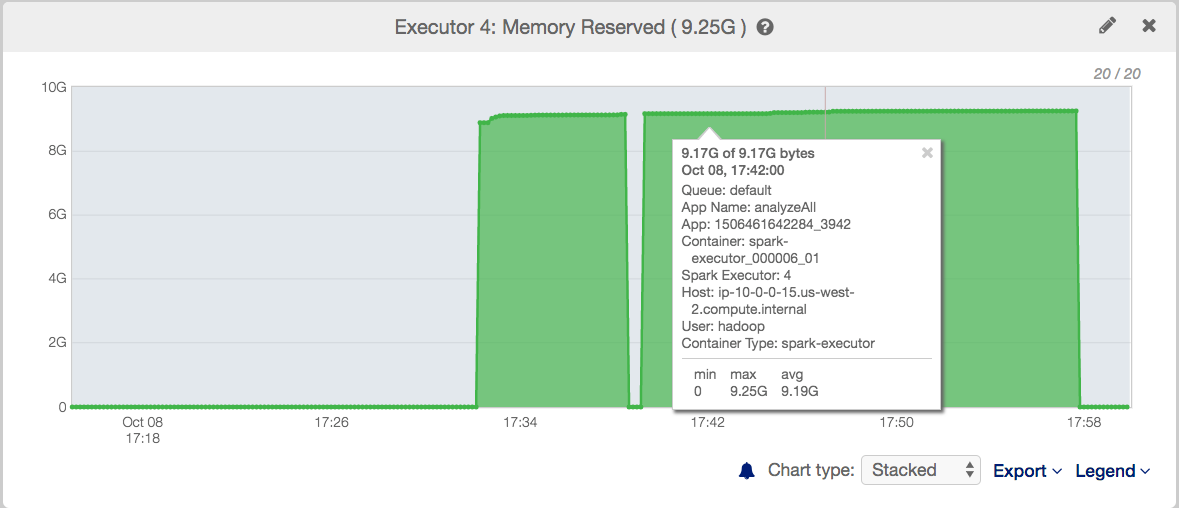 Executor 4: Memory Reserved ( 9.25G ) ?
20 / 20
10G
8G
6G
4G
2G
0
9.17G of 9.17G bytes
Oct 08, 17:42:00
Queue: default
App Name: analyzeAll
App: 1506461642284_3942
Container: spark-
executor_000006_01
Spark Executor: 4
Host: ip-10-0-0-15.us-west-
2.compute.internal
User: hadoop
Container Type: spark-executor
min max avg
0 9.25G 9.19G
Oct 08
17:18
17:26
17:34
17:42
17:50
17:58
Chart type: Stacked Export Legend